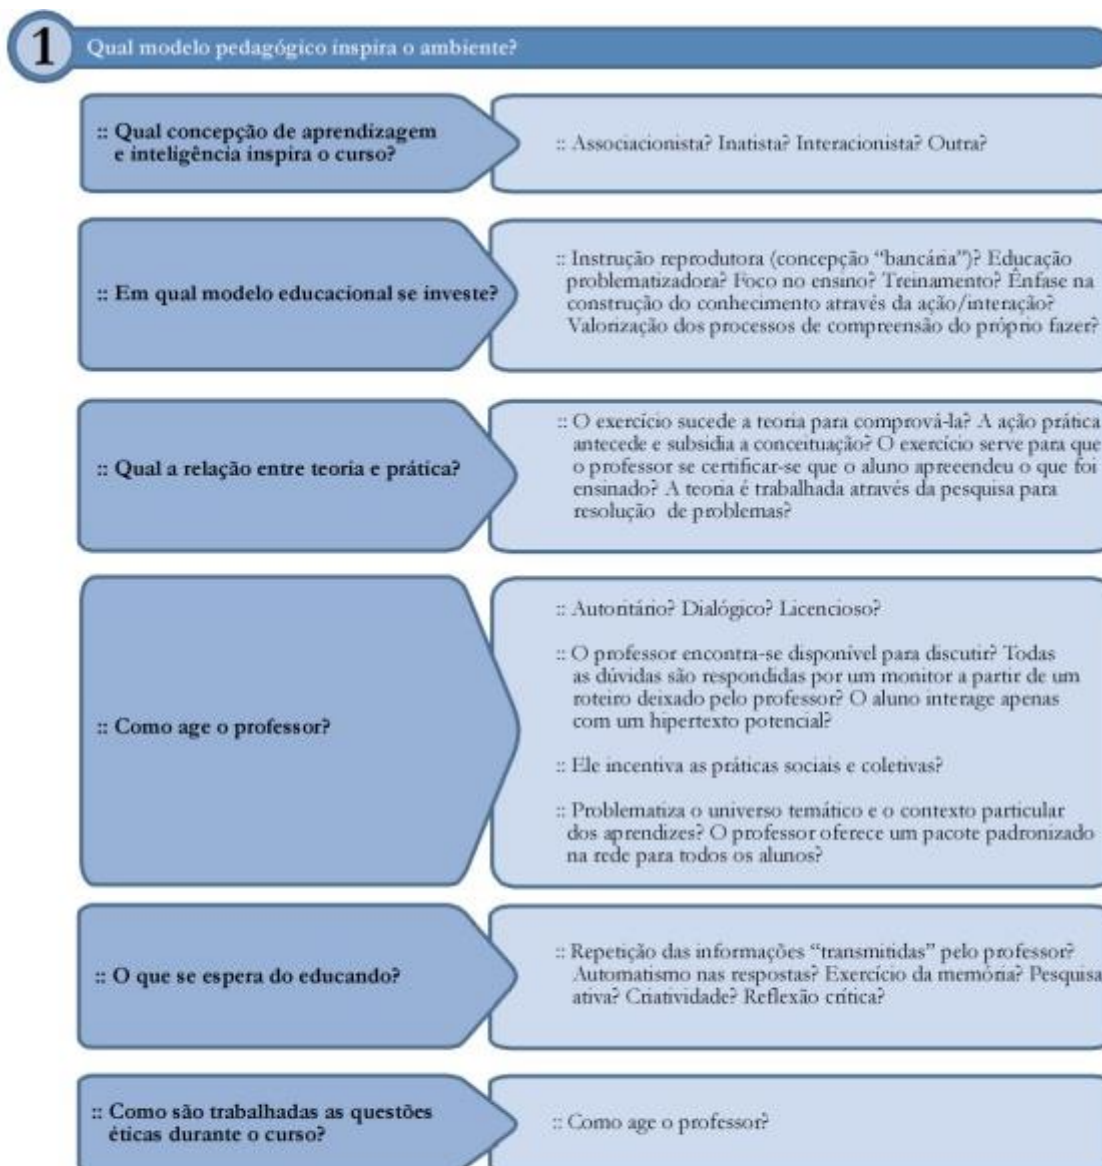 1
Qual modelo pedagógico inspira o ambiente?
:: Qual concepção de aprendizagem
e inteligência inspira o curso?
:: Associacionista? Inatista? Interacionista? Outra?
:: Em qual modelo educacional se investe?
:: Instrução reprodutora (concepção “bancária”)? Educação
problematizadora? Foco no ensino? Treinamento? Ênfase na
construção do conhecimento através da ação/interação?
Valorização dos processos de compreensão do próprio fazer?
:: Qual a relação entre teoria e prática?
:: O exercício sucede a teoria para comprová-la? A ação prática
antecede e subsidia a conceituação? O exercício serve para que
o professor se certificar-se que o aluno apreeendeu o que foi
ensinado? A teoria é trabalhada através da pesquisa para
resolução de problemas?
:: Como age o professor?
:: Autoritário? Dialógico? Licencioso?
:: O professor encontra-se disponível para discutir? Todas
as dúvidas são respondidas por um monitor a partir de um
roteiro deixado pelo professor? O aluno interage apenas
com um hipertexto potencial?
:: Ele incentiva as práticas sociais e coletivas?
:: Problematiza o universo temático e o contexto particular
dos aprendizes? O professor oferece um pacote padronizado
na rede para todos os alunos?
:: O que se espera do educando?
:: Repetição das informações “transmitidas” pelo professor?
Automatismo nas respostas? Exercício da memória? Pesquisa
ativa? Criatividade? Reflexão crítica?
:: Como são trabalhadas as questões
éticas durante o curso?
:: Como age o professor?